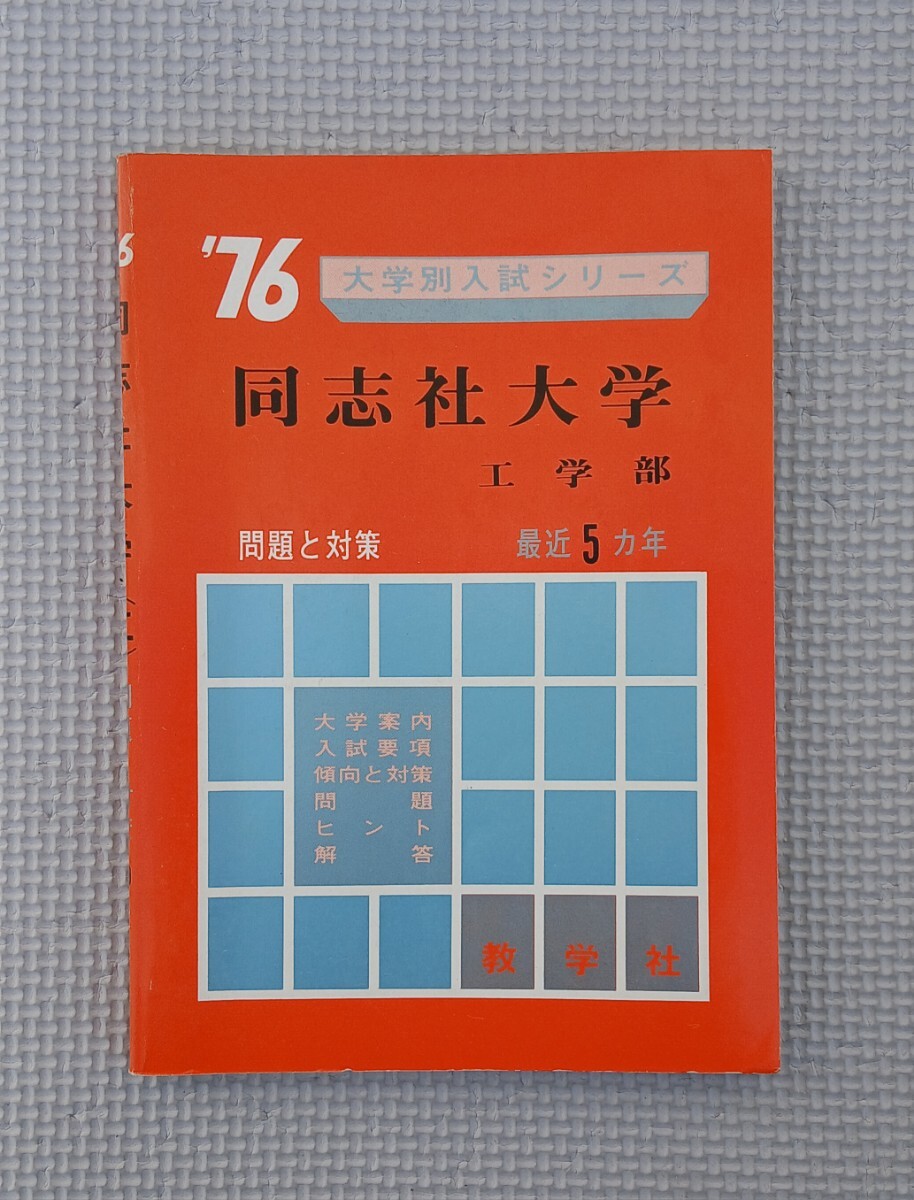 '76
大学別入試シリーズ
同志社大学
工学部
問題と対策
最近5カ年
大学案内
入試要項
傾向と対策
問題
ヒント
解答
教学社